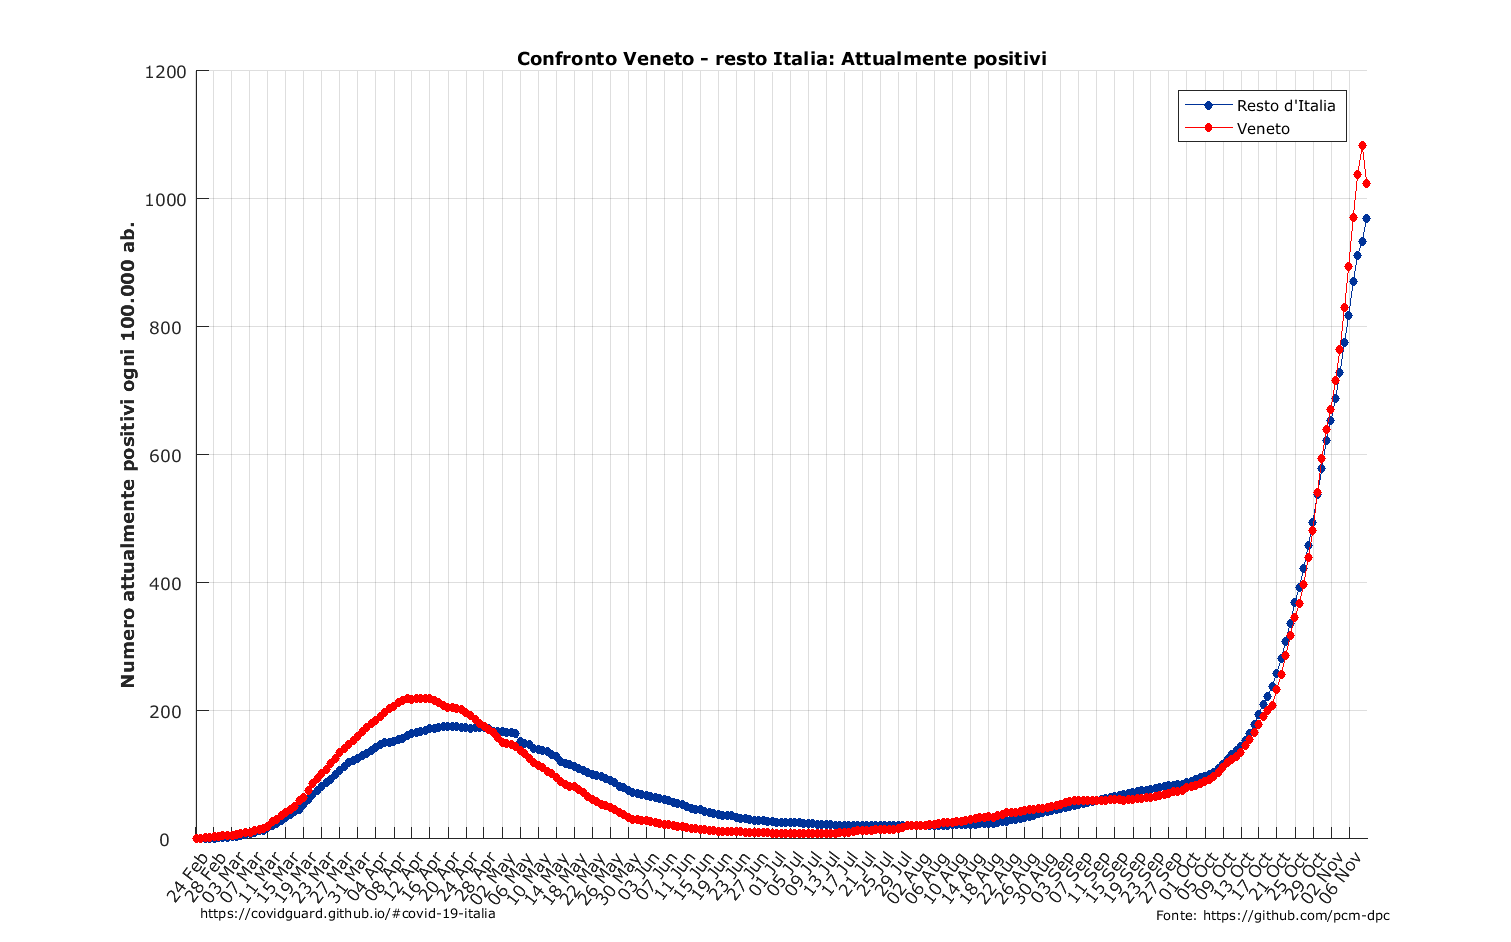 Confronto Veneto - resto Italia: Attualmente positivi
1200
1000
800
600
400
200
0
Numero attualmente positivi ogni 100.000 ab.
Resto d'Italia
Veneto
24 Feb
28 Feb
03 Mar
07 Mar
11 Mar
15 Mar
19 Mar
23 Mar
27 Mar
31 Mar
04 Apr
08 Apr
12 Apr
16 Apr
20 Apr
24 Apr
28 Apr
02 May
06 May
10 May
14 May
18 May
22 May
26 May
30 May
03 Jun
07 Jun
11 Jun
15 Jun
19 Jun
23 Jun
27 Jun
01 Jul
05 Jul
09 Jul
13 Jul
17 Jul
21 Jul
25 Jul
29 Jul
02 Aug
06 Aug
10 Aug
14 Aug
18 Aug
22 Aug
26 Aug
30 Aug
03 Sep
07 Sep
11 Sep
15 Sep
19 Sep
23 Sep
27 Sep
01 Oct
05 Oct
09 Oct
13 Oct
17 Oct
21 Oct
25 Oct
29 Oct
02 Nov
06 Nov
https://covidguard.github.io/#covid-19-italia
Fonte: https://github.com/pcm-dpc